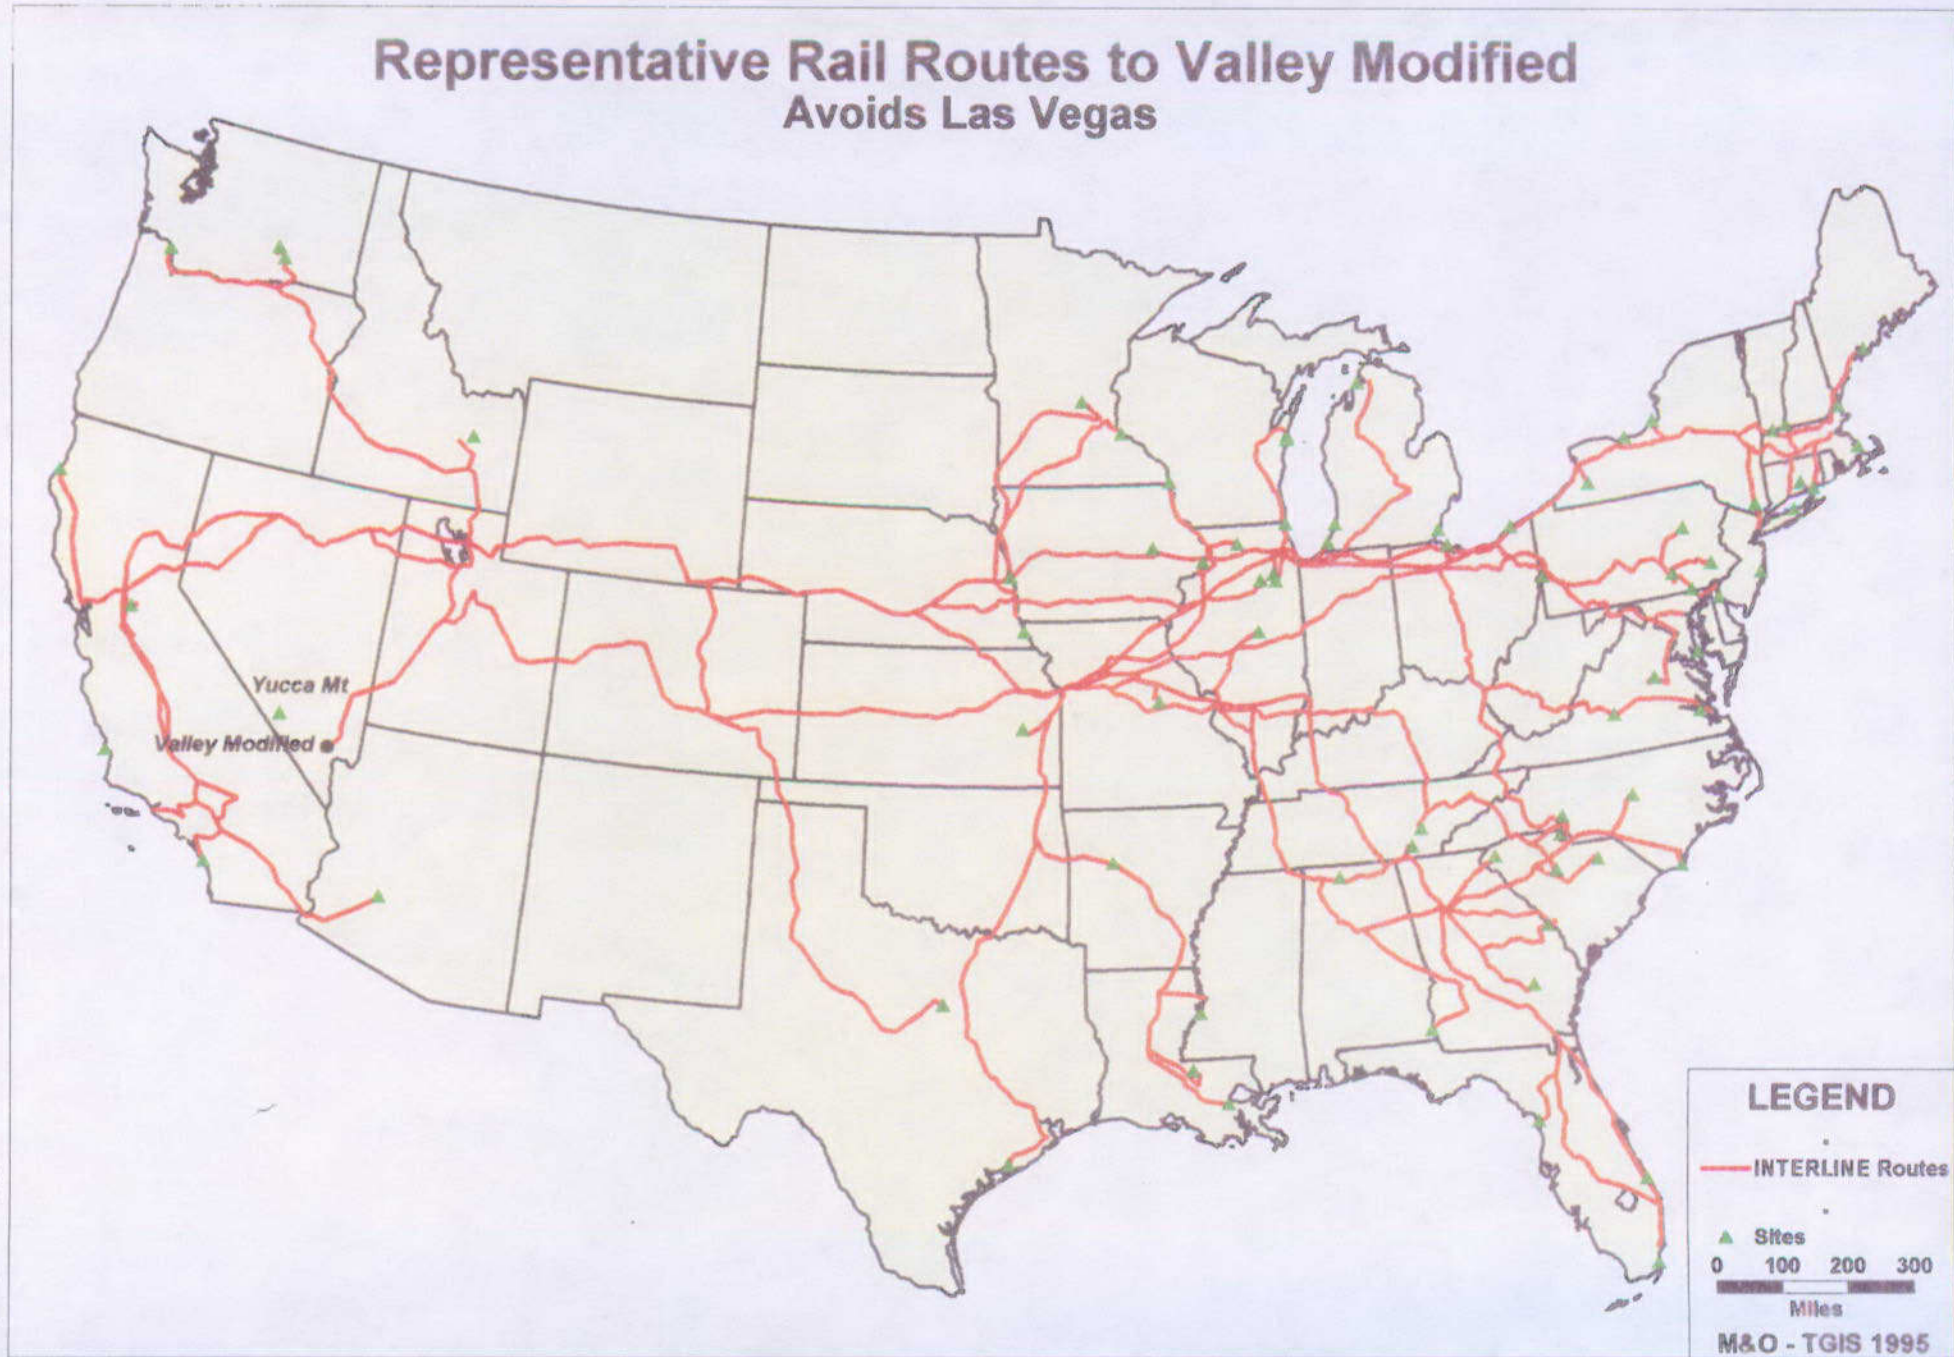 Representative Rail Routes to Valley Modified
Avoids Las Vegas
Yucca Mt
Valley Modified
LEGEND
INTERLINE Routes
Sites
0 100 200 300
Miles
M&O - TGIS 1995